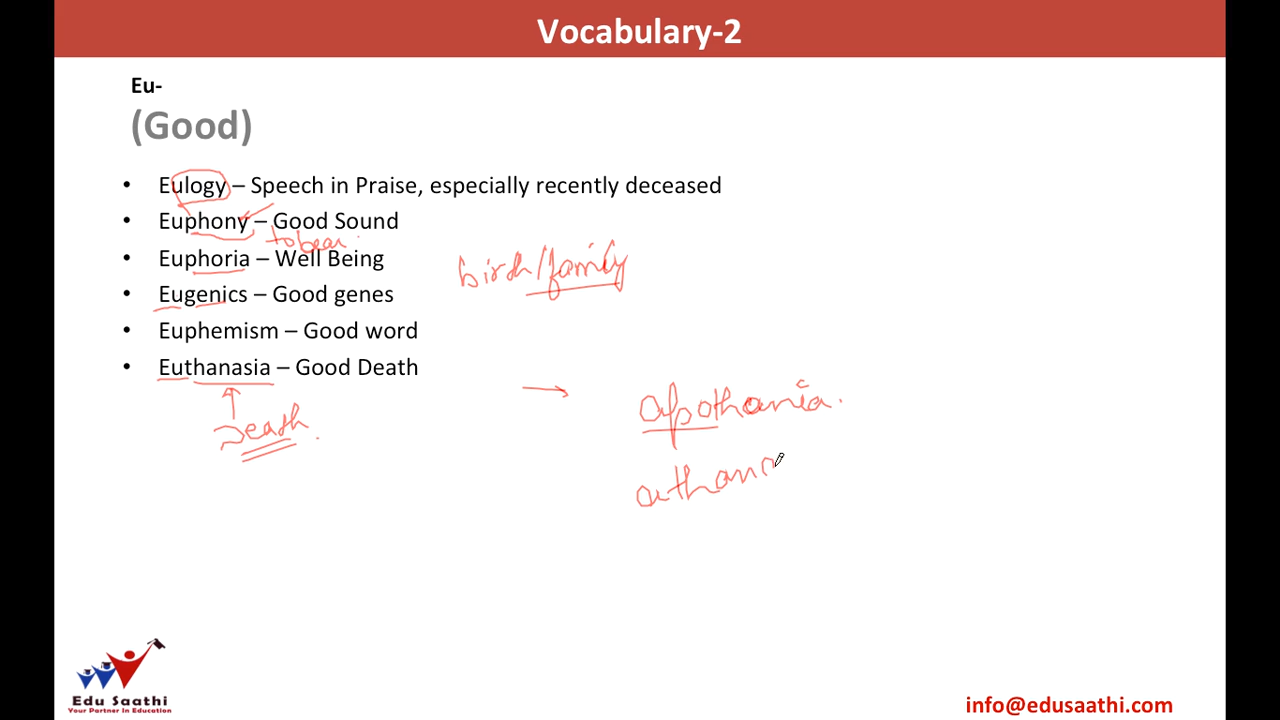 Vocabulary-2
Eu-
(Good)
• Eulogy – Speech in Praise, especially recently deceased
• Euphony – Good Sound
to bear
• Euphoria – Well Being
birth/family
• Eugenics – Good genes
• Euphemism – Good word
• Euthanasia – Good Death
Death
apothania.
authana
Edu Saathi
Your Partner In Education
info@edusaathi.com